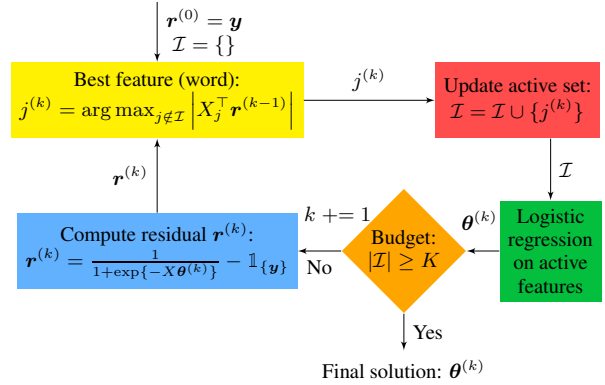 r^(0) = y
I = {}
Best feature (word):
j^(k) = arg max_{j∉I} |X_j^⊤ r^(k−1)|
j^(k)
Update active set:
I = I ∪ {j^(k)}
I
Logistic
regression
on active
features
θ^(k)
Budget:
|I| ≥ K
k += 1
No
Compute residual r^(k):
r^(k) = 1/(1+exp{−Xθ^(k)}) − 𝟙_{y}
r^(k)
Yes
Final solution: θ^(k)